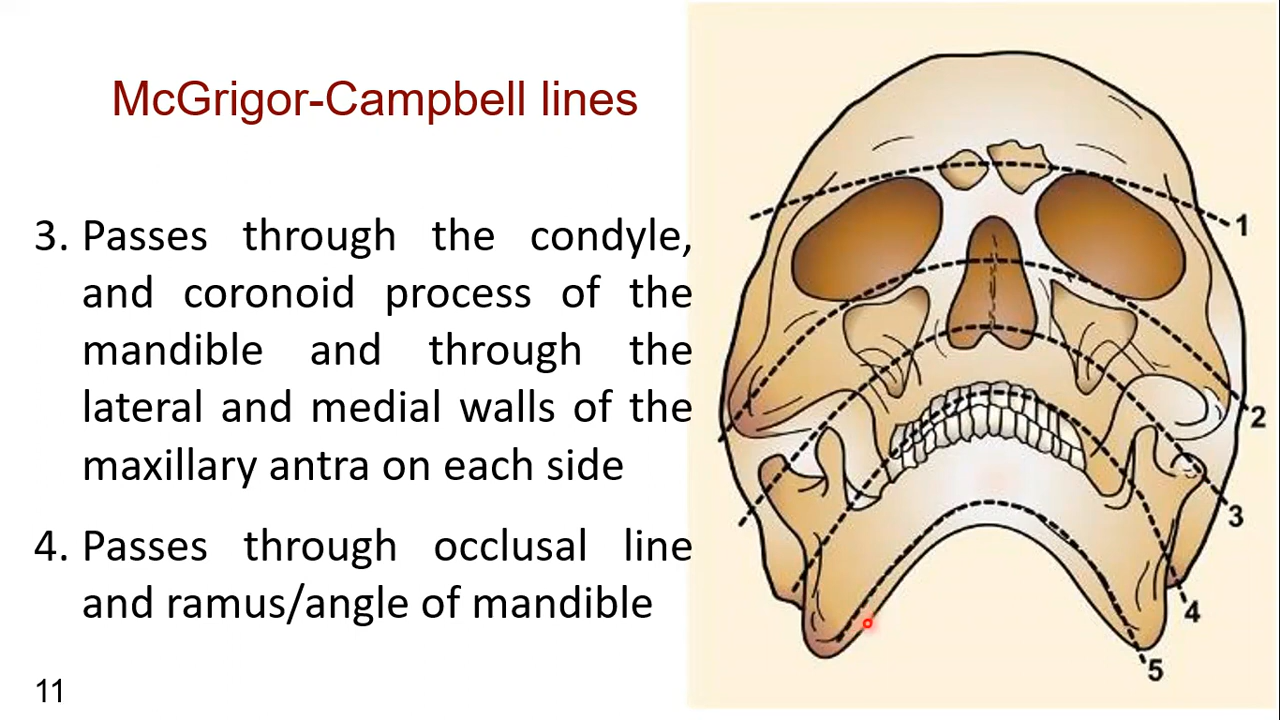 McGrigor-Campbell lines
3. Passes through the condyle,
and coronoid process of the
mandible and through the
lateral and medial walls of the
maxillary antra on each side
4. Passes through occlusal line
and ramus/angle of mandible
11
1
2
3
4
5